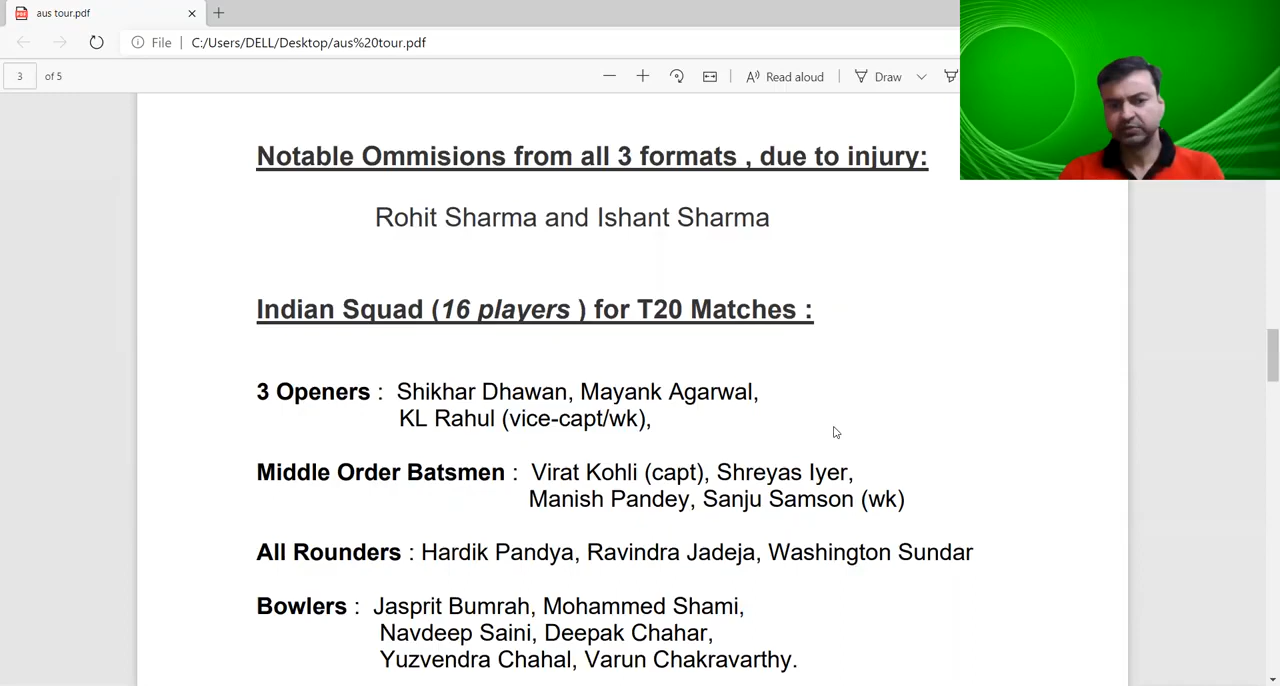 aus tour.pdf
File | C:/Users/DELL/Desktop/aus%20tour.pdf
3 of 5
Read aloud
Draw
Notable Ommisions from all 3 formats , due to injury:
Rohit Sharma and Ishant Sharma
Indian Squad (16 players ) for T20 Matches :
3 Openers : Shikhar Dhawan, Mayank Agarwal,
KL Rahul (vice-capt/wk),
Middle Order Batsmen : Virat Kohli (capt), Shreyas Iyer,
Manish Pandey, Sanju Samson (wk)
All Rounders : Hardik Pandya, Ravindra Jadeja, Washington Sundar
Bowlers : Jasprit Bumrah, Mohammed Shami,
Navdeep Saini, Deepak Chahar,
Yuzvendra Chahal, Varun Chakravarthy.